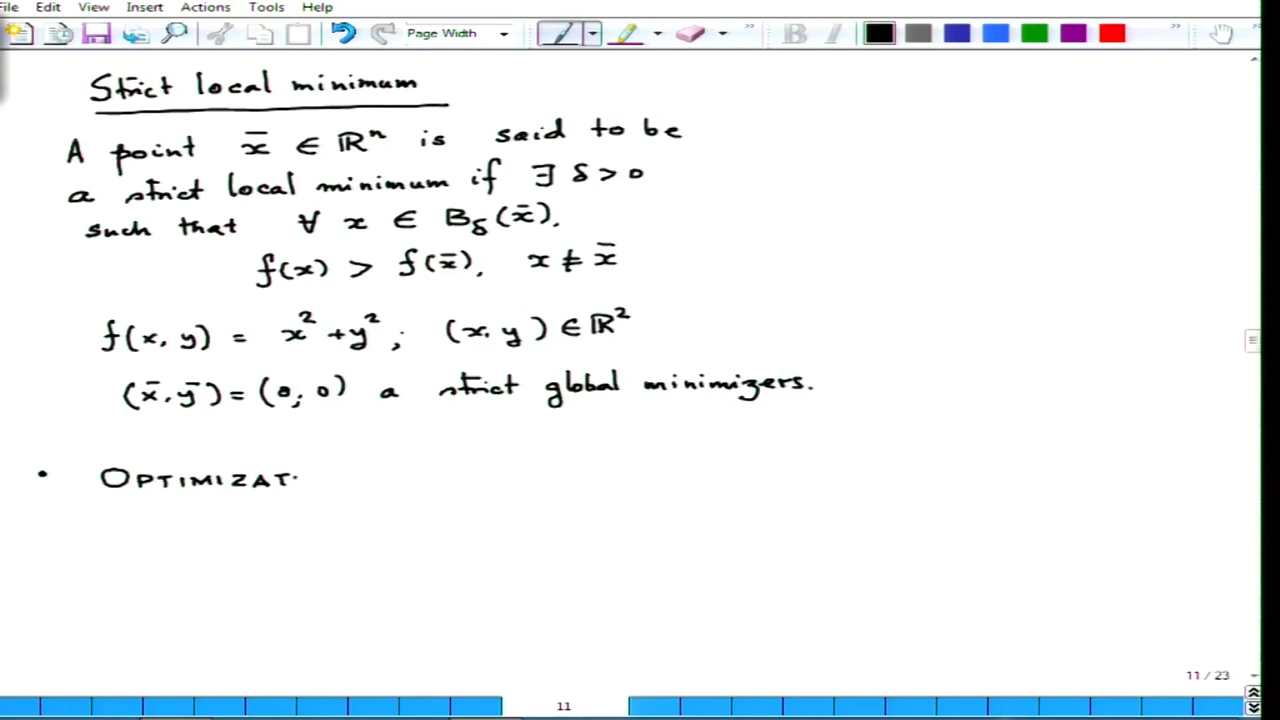 File Edit View Insert Actions Tools Help
Page Width
Strict local minimum
A point x̄ ∈ ℝⁿ is said to be
a strict local minimum if ∃ δ > 0
such that ∀ x ∈ B_δ(x̄),
f(x) > f(x̄), x ≠ x̄
f(x, y) = x² + y² ; (x, y) ∈ ℝ²
(x̄, ȳ) = (0, 0) a strict global minimizers.
• OPTIMIZAT
11 / 23
11